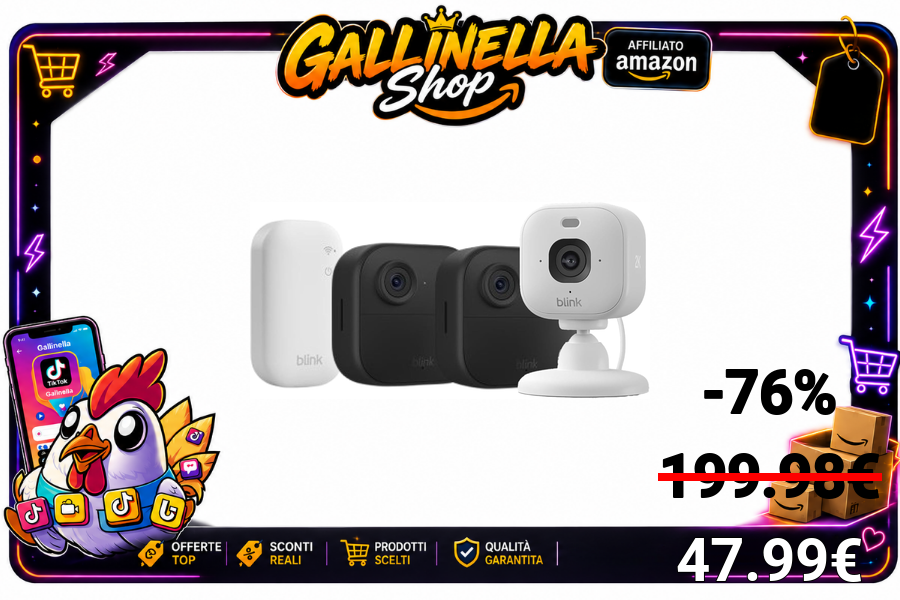 GALLINELLA
Shop
AFFILIATO
amazon
blink
blink
blink
blink
Gallinella
TikTok
Gallinella
-76%
199.98€
47.99€
OFFERTE
TOP
SCONTI
REALI
PRODOTTI
SCELTI
QUALITÀ
GARANTITA